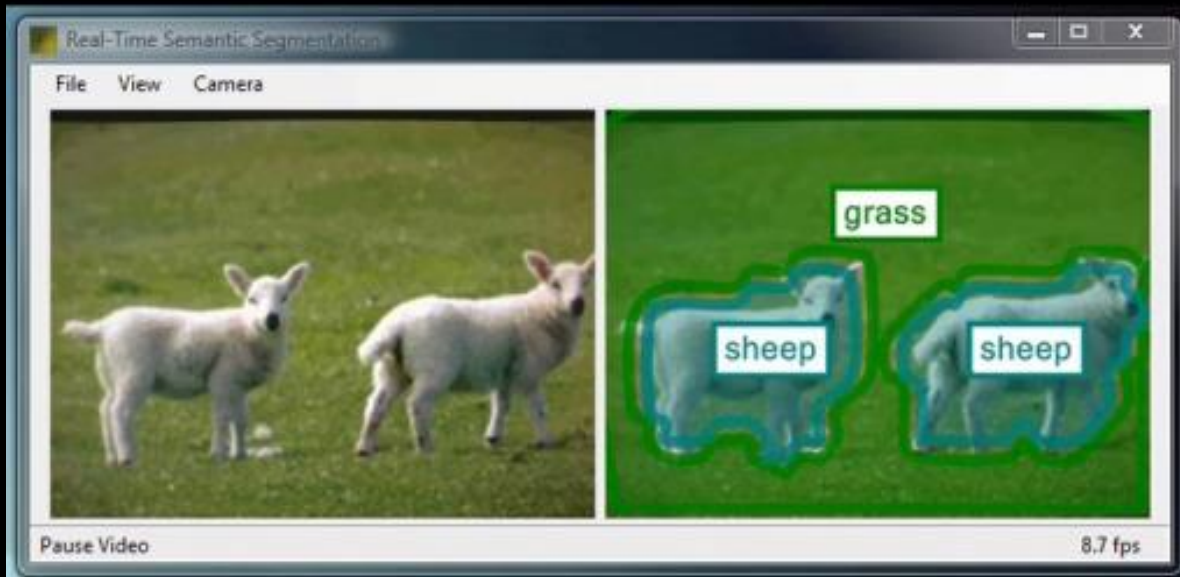 Real-Time Semantic Segmentation
File View Camera
grass
sheep sheep
Pause Video 8.7 fps